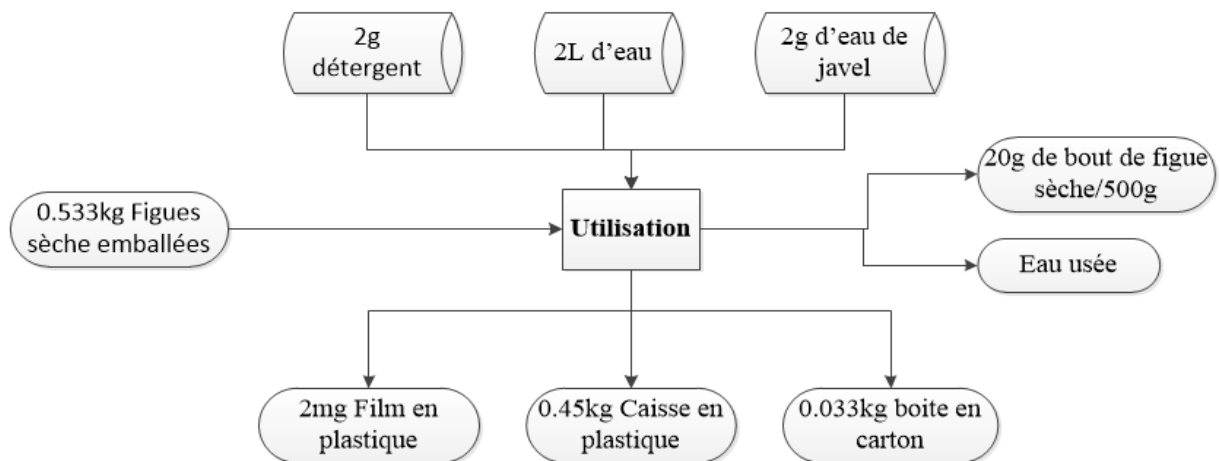 2g
détergent
2L d’eau
2g d’eau de
javel
20g de bout de figue
sèche/500g
0.533kg Figues
sèche emballées
Utilisation
Eau usée
2mg Film en
plastique
0.45kg Caisse en
plastique
0.033kg boite en
carton